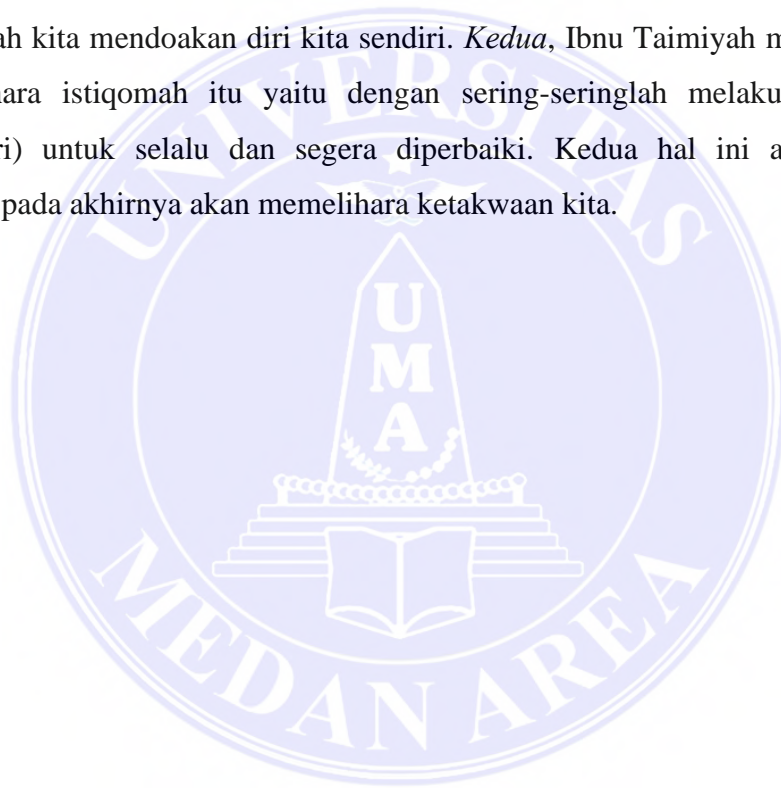 ah kita mendoakan diri kita sendiri. Kedua, Ibnu Taimiyah m
ara istiqomah itu yaitu dengan sering-seringlah melaku
ri) untuk selalu dan segera diperbaiki. Kedua hal ini a
pada akhirnya akan memelihara ketakwaan kita.
UNIVERSITAS
UMA
MEDAN AREA